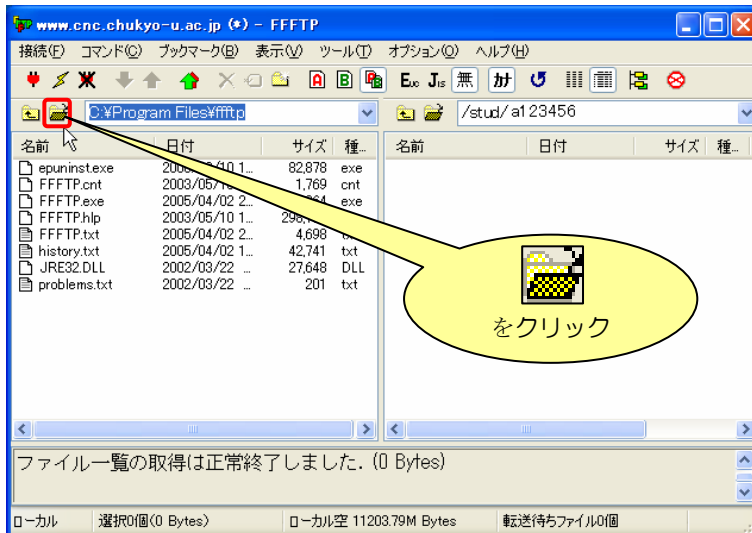 www.cnc.chukyo-u.ac.jp (*) - FFFTP
接続(F) コマンド(C) ブックマーク(B) 表示(V) ツール(T) オプション(O) ヘルプ(H)
A B Euc JIS 無 カナ
C:¥Program Files¥ffftp /stud/a123456
名前 日付 サイズ 種... 名前 日付 サイズ 種...
epuninst.exe 82,878 exe
FFFTP.cnt 2003/05/10 1,769 cnt
FFFTP.exe 2005/04/02 2... exe
FFFTP.hlp 2003/05/10 1...
FFFTP.txt 2005/04/02 2... 4,698
history.txt 2005/04/02 1... 42,741 txt
JRE32.DLL 2002/03/22 ... 27,648 DLL
problems.txt 2002/03/22 ... 201 txt
をクリック
ファイル一覧の取得は正常終了しました. (0 Bytes)
ローカル 選択0個(0 Bytes) ローカル空 11203.79M Bytes 転送待ちファイル0個